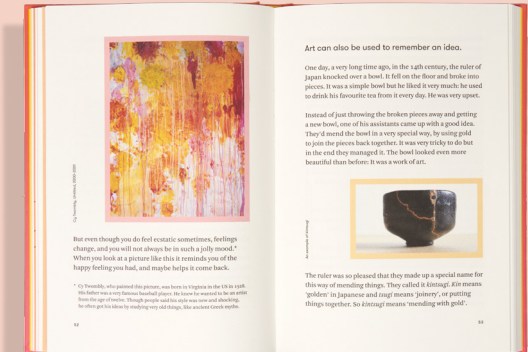 Cy Twombly, Untitled,
But even though you do feel ecstatic sometimes, feelings
change, and you will not always be in such a jolly mood.*
When you look at a picture like this it reminds you of the
happy feeling you had, and maybe helps it come back.
* Cy Twombly, who painted this picture, was born in Virginia in the US in 1928.
His father was a very famous baseball player. He knew he wanted to be an artist
from the age of twelve. Though people said his style was new and shocking,
he often got his ideas by studying very old things, like ancient Greek myths.
Art can also be used to remember an idea.
One day, a very long time ago, in the 14th century, the ruler of
Japan knocked over a bowl. It fell on the floor and broke into
pieces. It was a simple bowl but he liked it very much: he used
to drink his favourite tea from it every day. He was very upset.
Instead of just throwing the broken pieces away and getting
a new bowl, one of his assistants came up with a good idea.
They'd mend the bowl in a very special way, by using gold
to join the pieces back together. It was very tricky to do but
in the end they managed it. The bowl looked even more
beautiful than before: It was a work of art.
An example of kintsugi
The ruler was so pleased that they made up a special name for
this way of mending things. They called it kintsugi. Kin means
'golden' in Japanese and tsugi means 'joinery', or putting
things together. So kintsugi means 'mending with gold'.